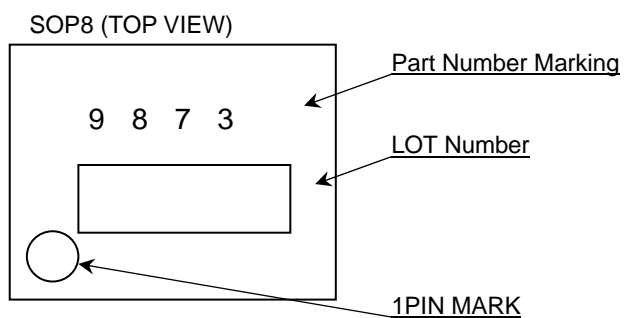 SOP8 (TOP VIEW)
Part Number Marking
9 8 7 3
LOT Number
1PIN MARK